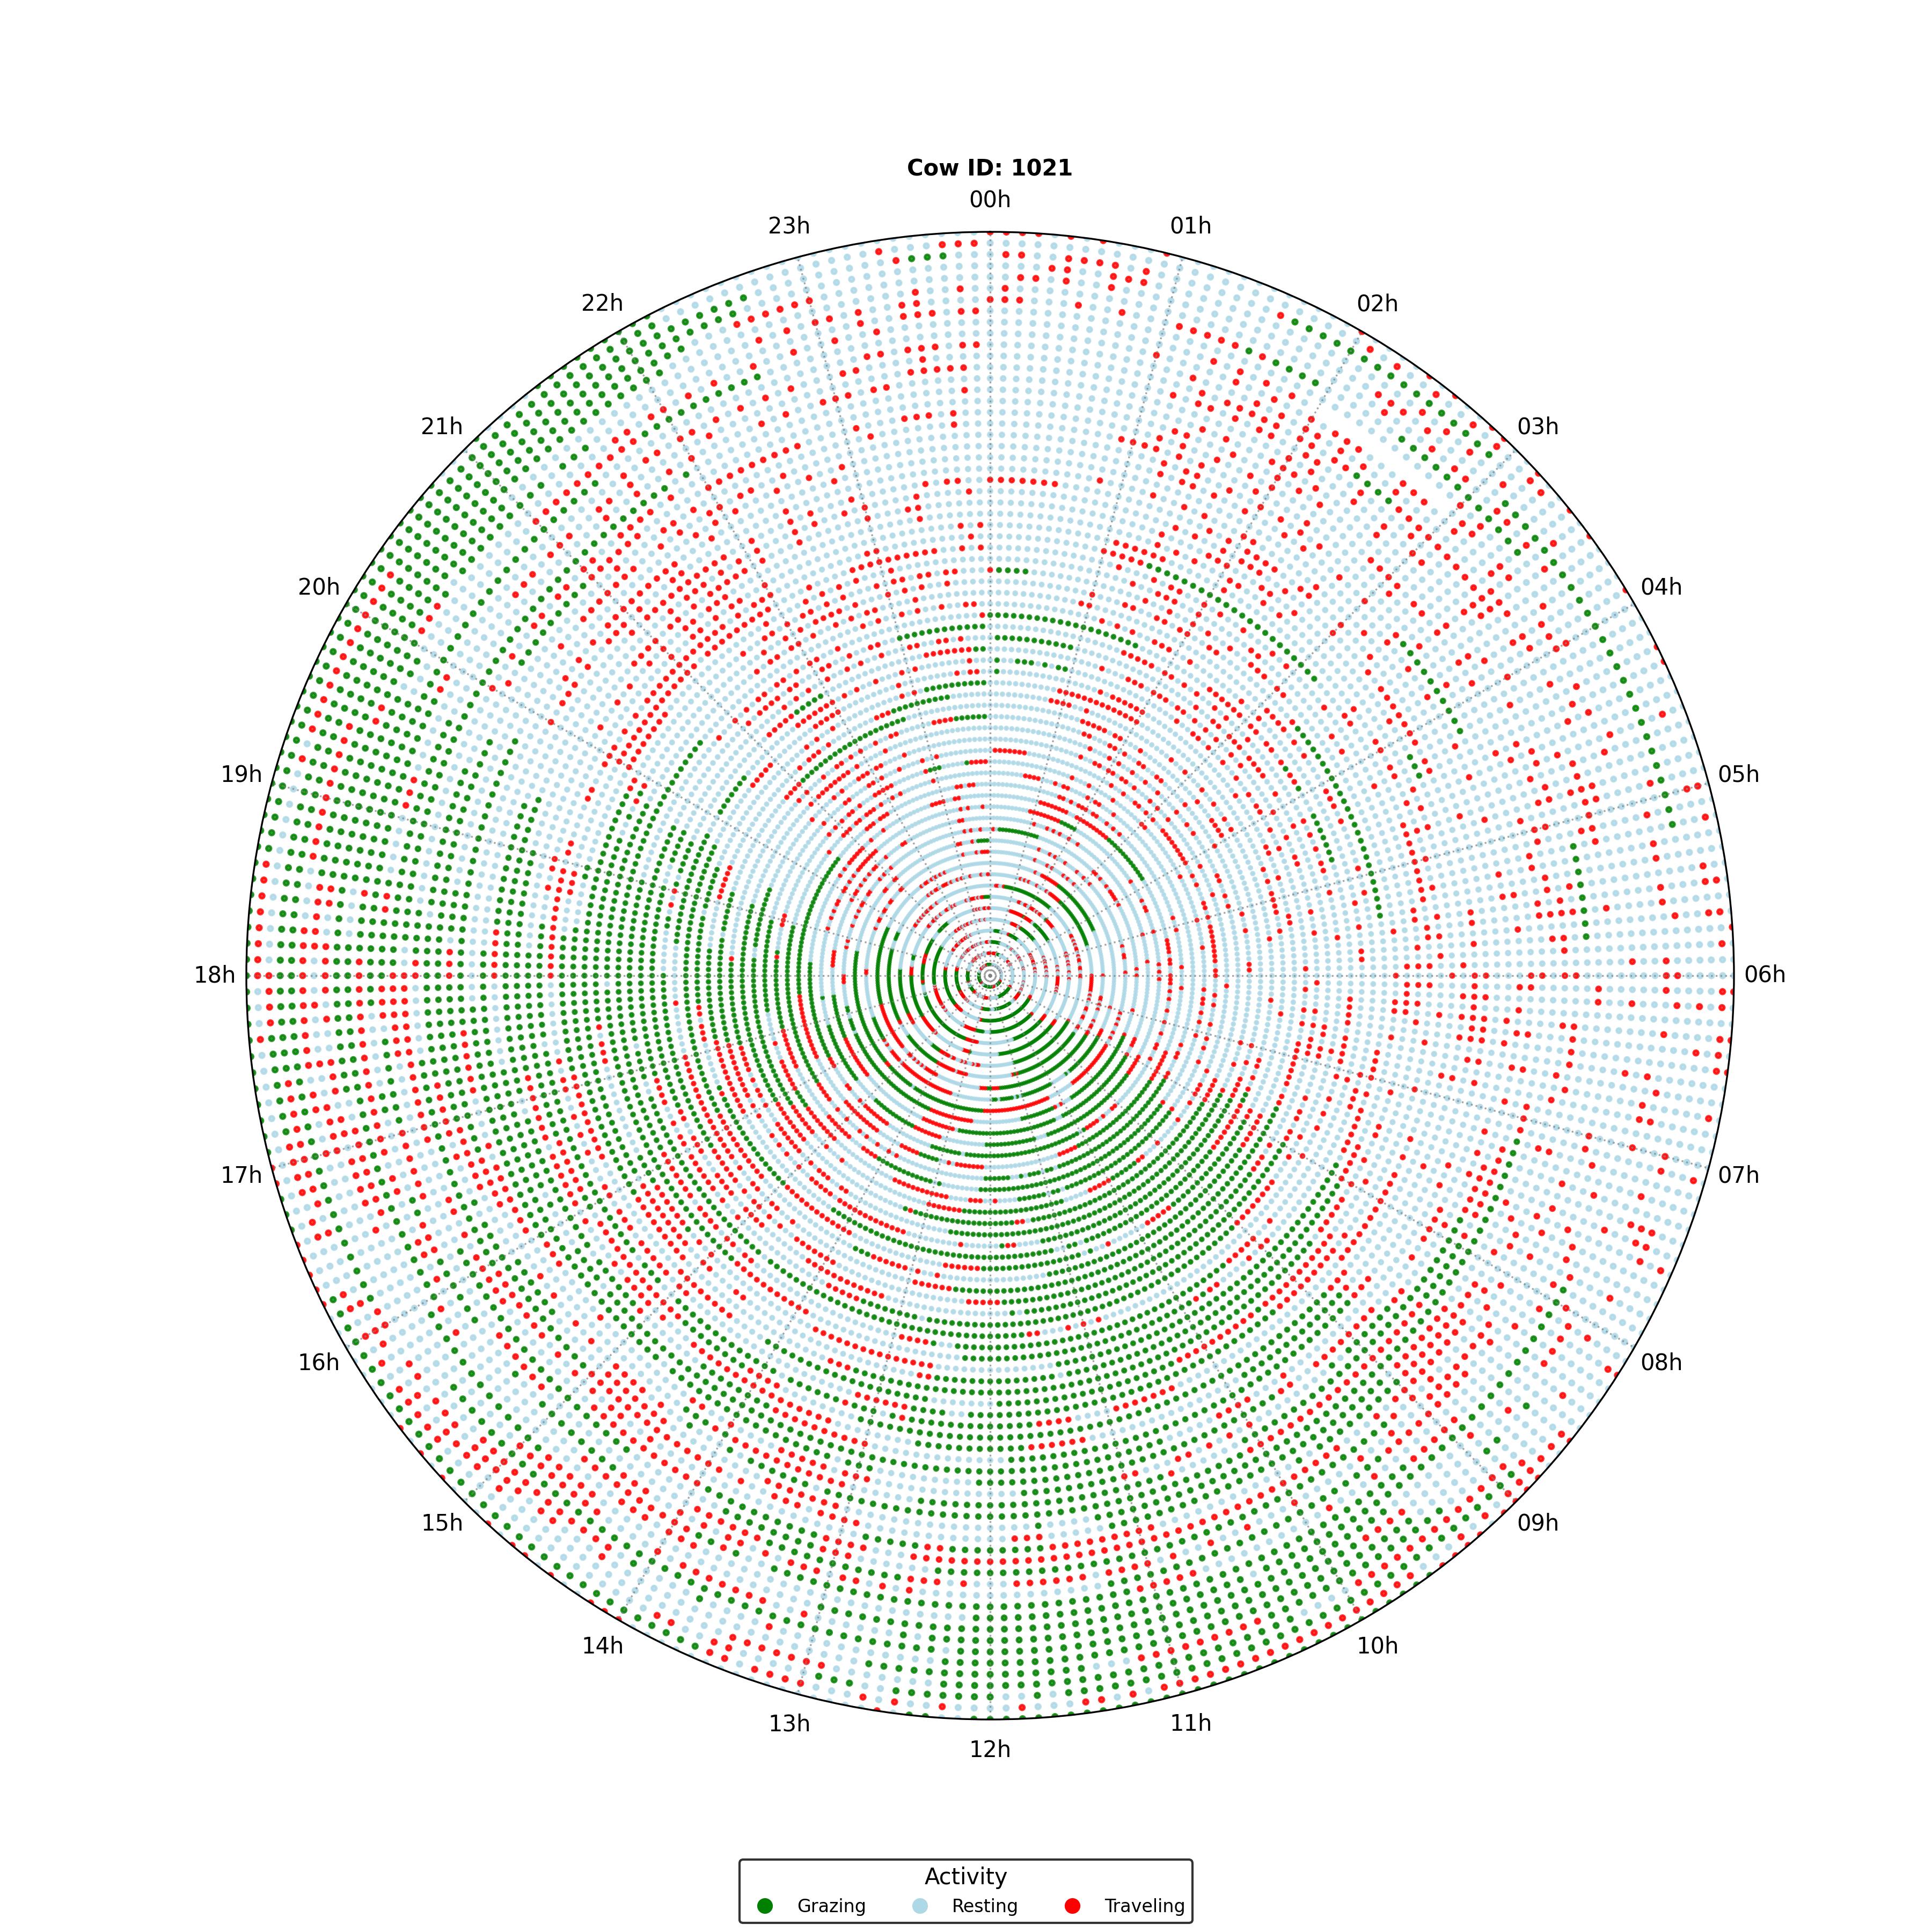 Cow ID: 1021
00h
23h
01h
22h
02h
21h
03h
20h
04h
19h
05h
18h
06h
17h
07h
16h
08h
15h
09h
14h
10h
13h
11h
12h
Activity
Grazing Resting Traveling